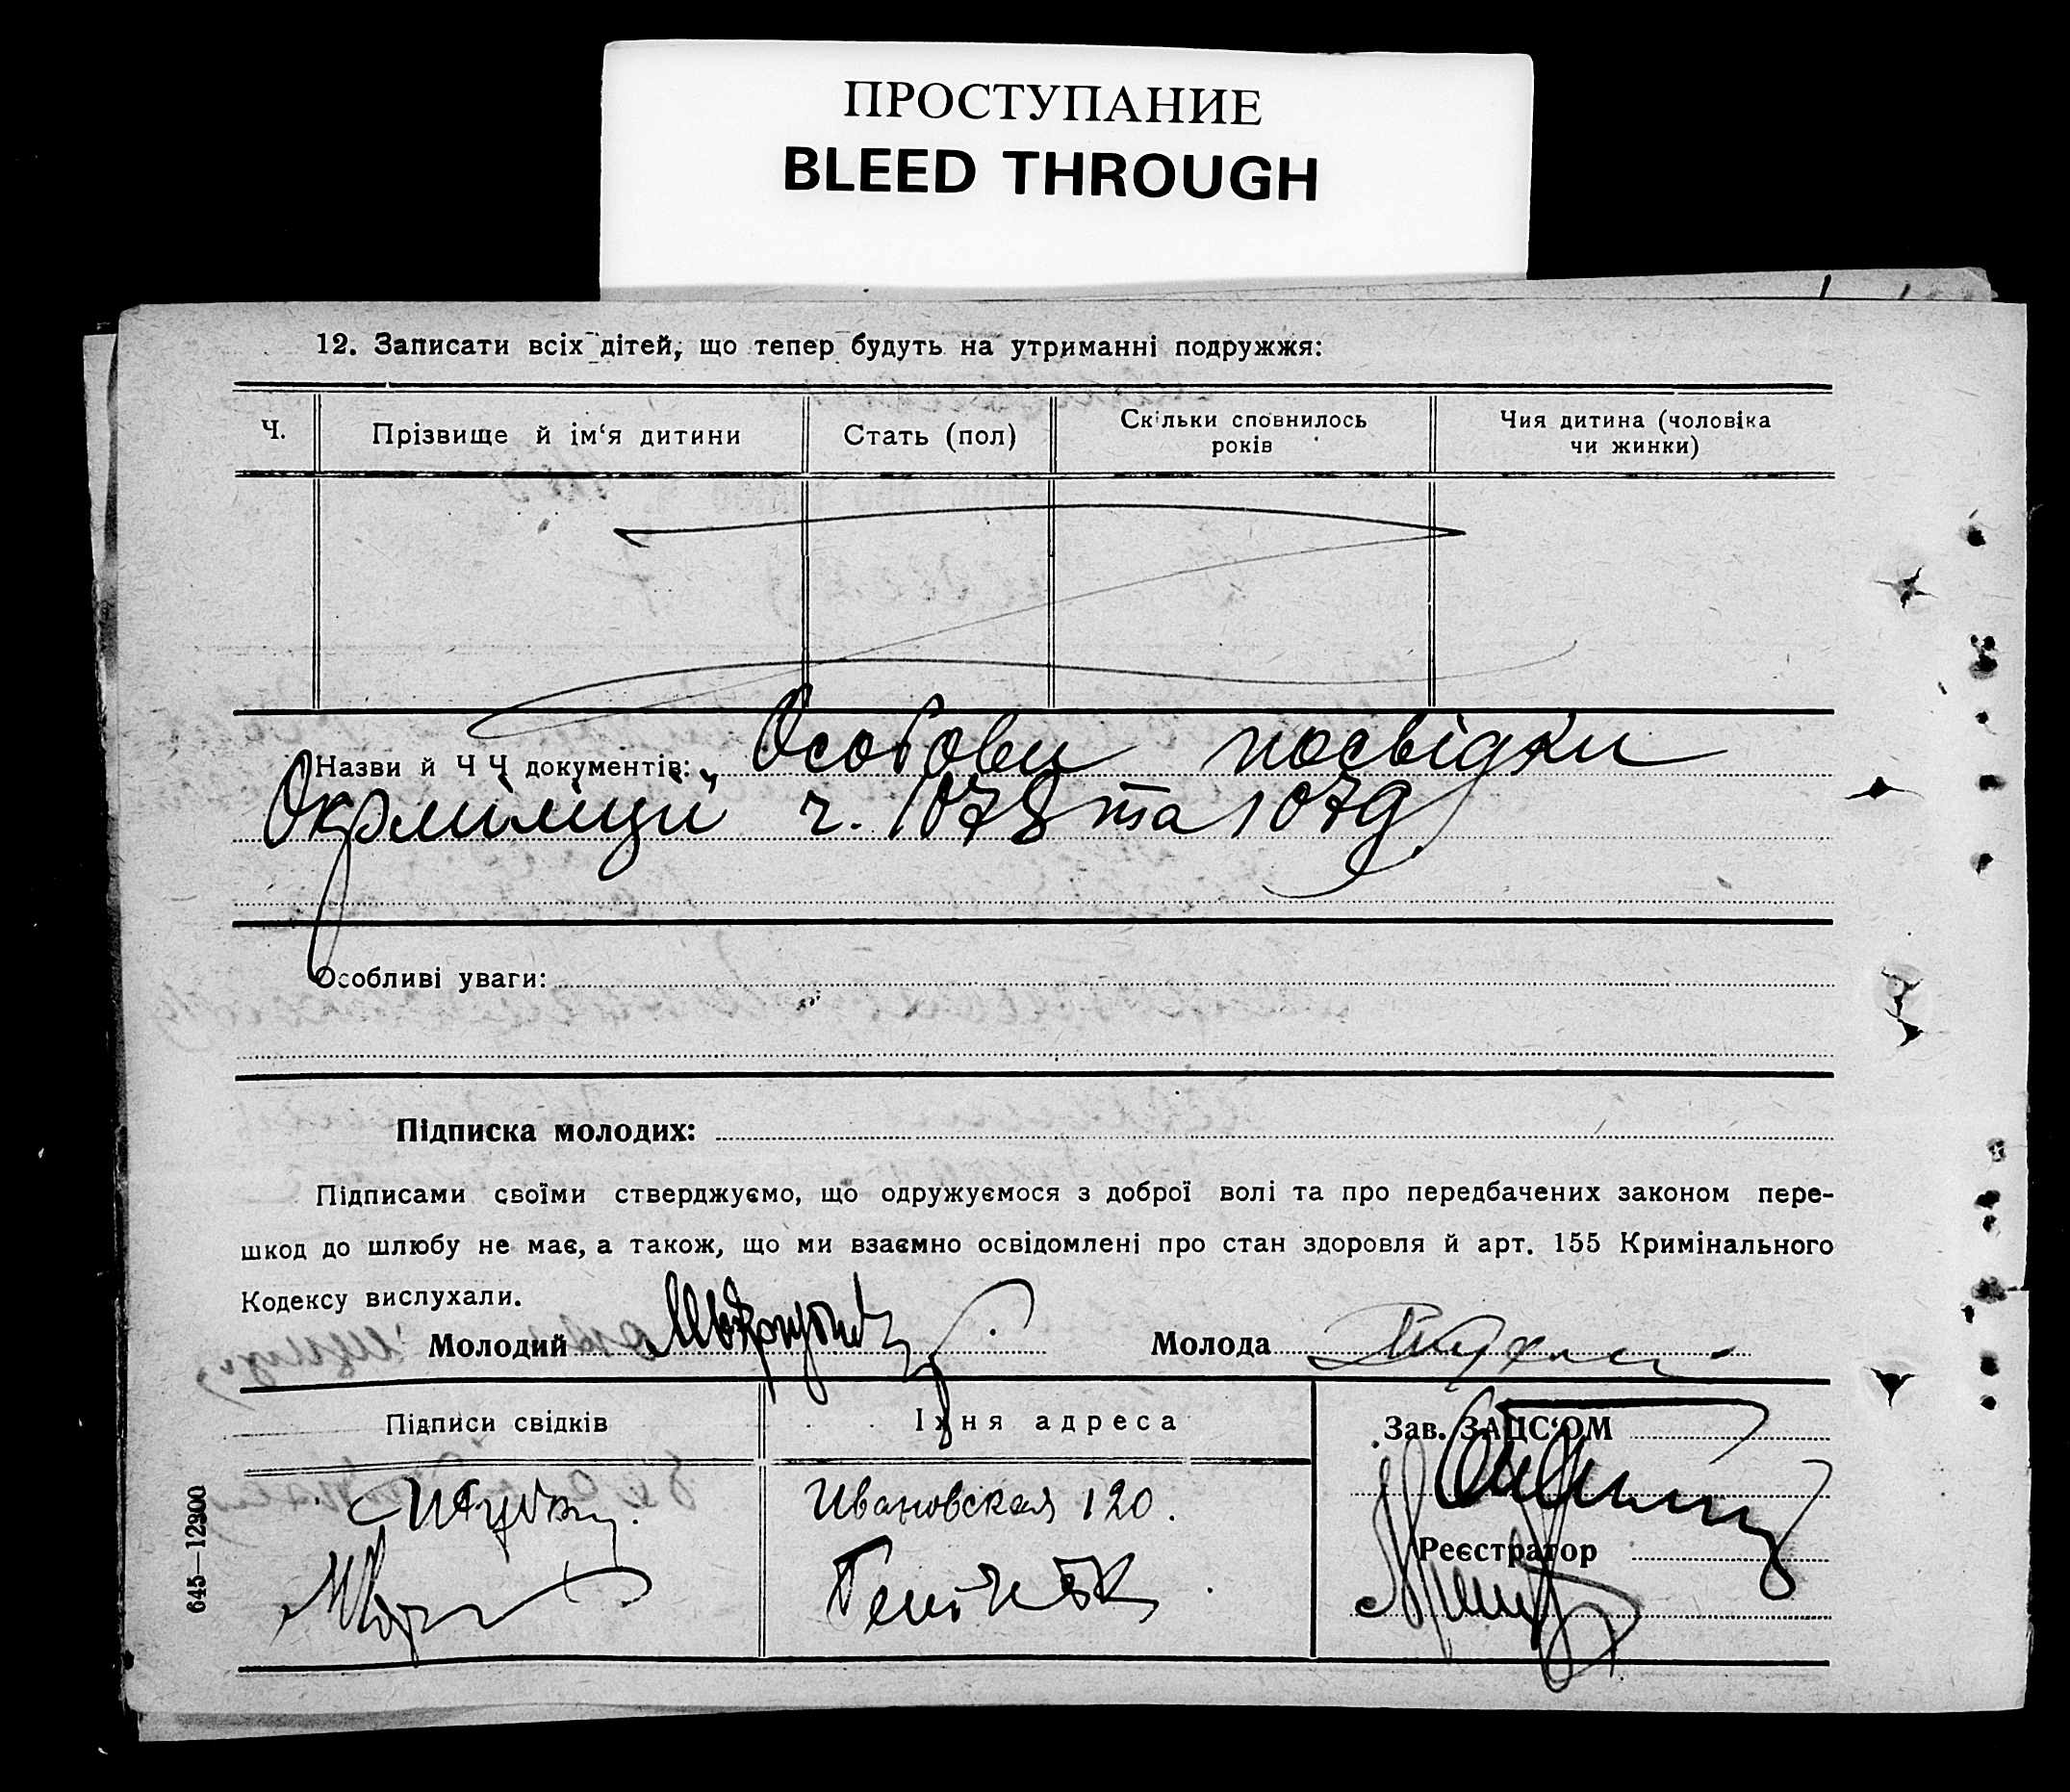 ПРОСТУПАНИЕ
BLEED THROUGH
12. Записати всіх дітей, що тепер будуть на утриманні подружжя:
Ч. Прізвище й ім‘я дитини Стать (пол) Скільки сповнилось років Чия дитина (чоловіка чи жинки)
Назви й Ч Ч документів: Особови посвідки
Окрміліції ч. 1078 та 1079
Особливі уваги:
Підписка молодих:
Підписами своїми стверджуємо, що одружуємося з доброї волі та про передбачених законом пере-
шкод до шлюбу не має, а також, що ми взаємно освідомлені про стан здоровля й арт. 155 Кримінального
Кодексу вислухали.
Молодий Молода
Підписи свідків Їхня адреса Зав. ЗАПС‘ОМ
Ивановская 120.
Реєстратор
645—12900